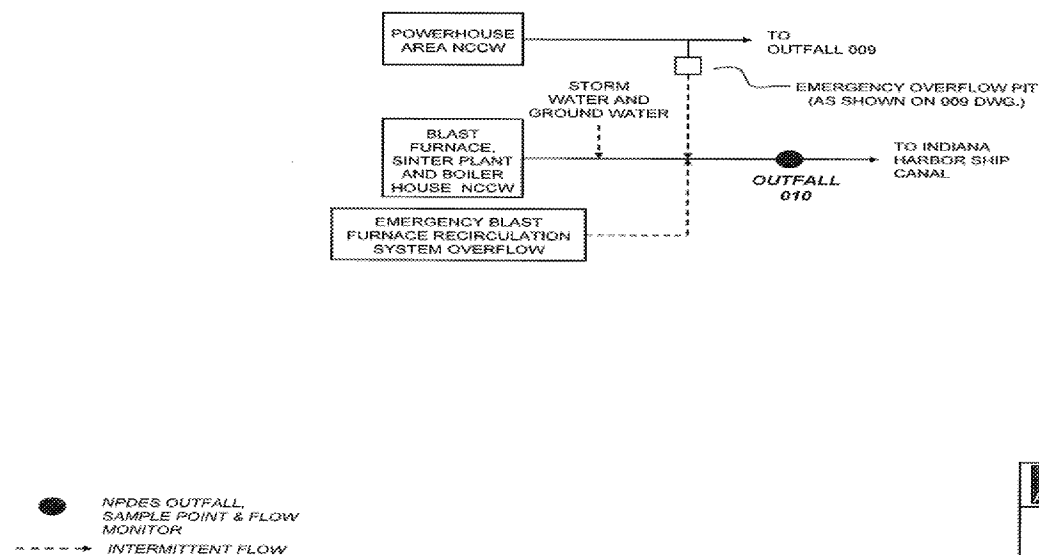 POWERHOUSE
AREA NCCW
TO
OUTFALL 009
EMERGENCY OVERFLOW PIT
(AS SHOWN ON 009 DWG.)
STORM
WATER AND
GROUND WATER
BLAST
FURNACE,
SINTER PLANT
AND BOILER
HOUSE NCCW
TO INDIANA
HARBOR SHIP
CANAL
OUTFALL
010
EMERGENCY BLAST
FURNACE RECIRCULATION
SYSTEM OVERFLOW
NPDES OUTFALL,
SAMPLE POINT & FLOW
MONITOR
INTERMITTENT FLOW